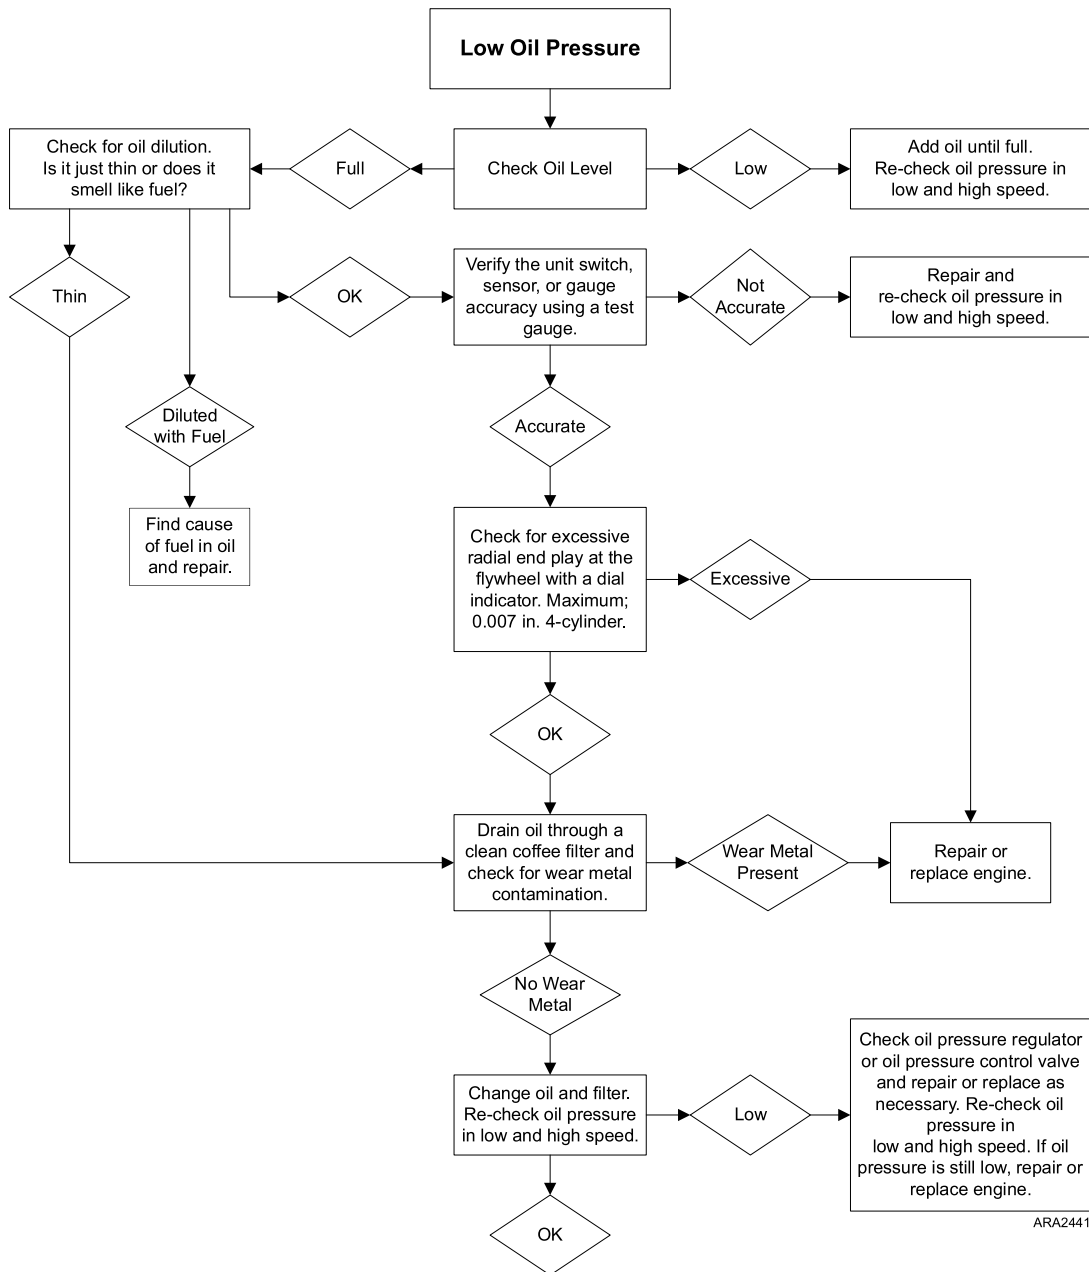 Low Oil Pressure
Check for oil dilution.
Is it just thin or does it
smell like fuel?
Full
Check Oil Level
Low
Add oil until full.
Re-check oil pressure in
low and high speed.
Thin
OK
Verify the unit switch,
sensor, or gauge
accuracy using a test
gauge.
Not
Accurate
Repair and
re-check oil pressure in
low and high speed.
Diluted
with Fuel
Accurate
Find cause
of fuel in oil
and repair.
Check for excessive
radial end play at the
flywheel with a dial
indicator. Maximum;
0.007 in. 4-cylinder.
Excessive
OK
Drain oil through a
clean coffee filter and
check for wear metal
contamination.
Wear Metal
Present
Repair or
replace engine.
No Wear
Metal
Change oil and filter.
Re-check oil pressure
in low and high speed.
Low
Check oil pressure regulator
or oil pressure control valve
and repair or replace as
necessary. Re-check oil
pressure in
low and high speed. If oil
pressure is still low, repair or
replace engine.
OK
ARA2441